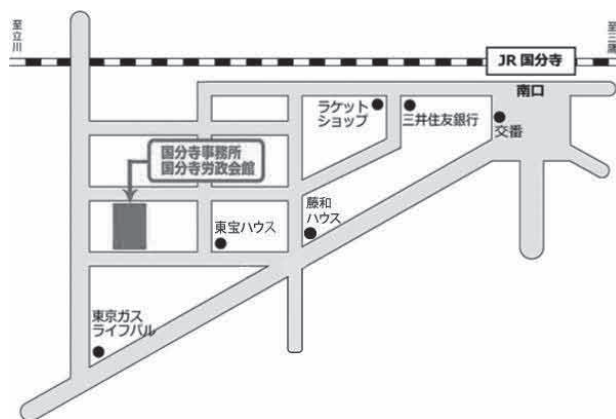 至立川
至三鷹
JR 国分寺
南口
ラケット
ショップ
三井住友銀行
交番
国分寺事務所
国分寺労政会館
藤和
ハウス
東宝ハウス
東京ガス
ライフバル